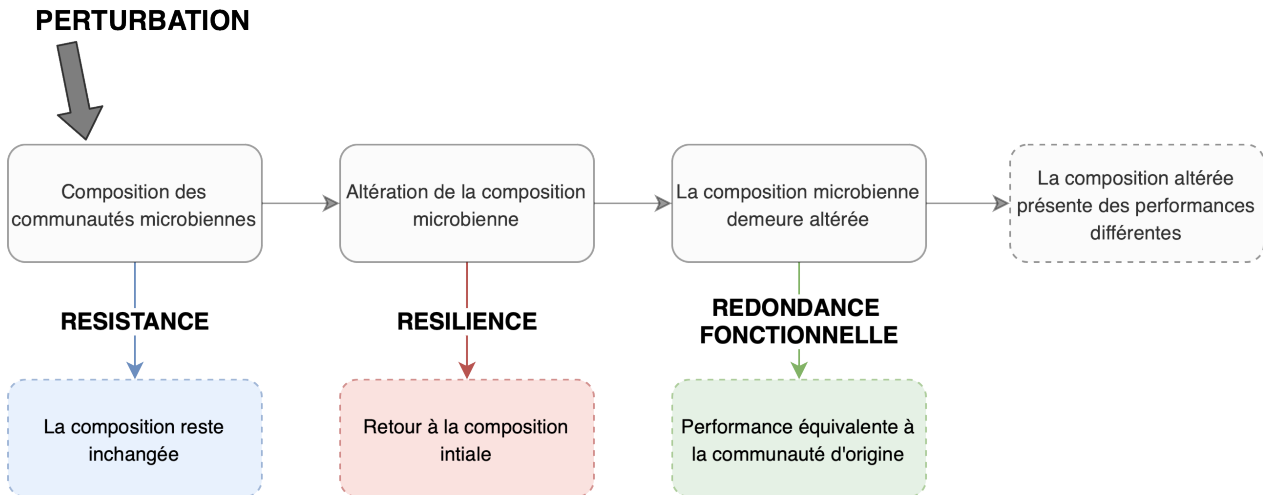 PERTURBATION
Composition des
communautés microbiennes
Altération de la composition
microbienne
La composition microbienne
demeure altérée
La composition altérée
présente des performances
différentes
RESISTANCE
RESILIENCE
REDONDANCE
FONCTIONNELLE
La composition reste
inchangée
Retour à la composition
intiale
Performance équivalente à
la communauté d'origine